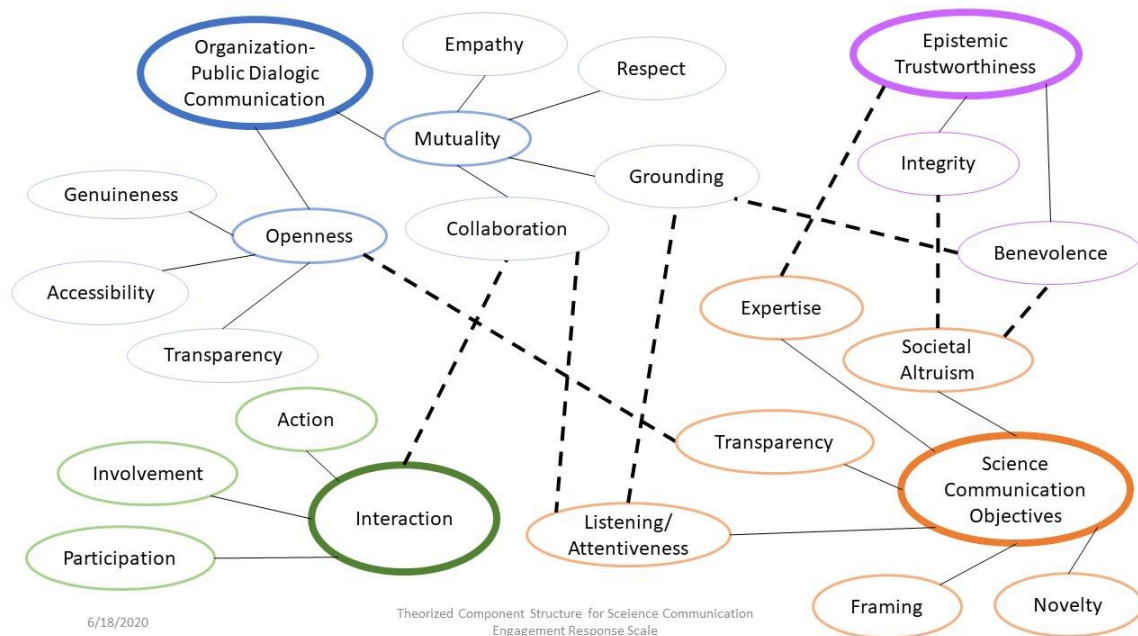 Organization-
Public Dialogic
Communication
Empathy
Respect
Epistemic
Trustworthiness
Mutuality
Integrity
Grounding
Genuineness
Openness
Collaboration
Benevolence
Accessibility
Expertise
Transparency
Societal
Altruism
Action
Transparency
Involvement
Science
Communication
Objectives
Interaction
Listening/
Attentiveness
Participation
Framing
Novelty
6/18/2020
Theorized Component Structure for Sceience Communication
Engagement Response Scale